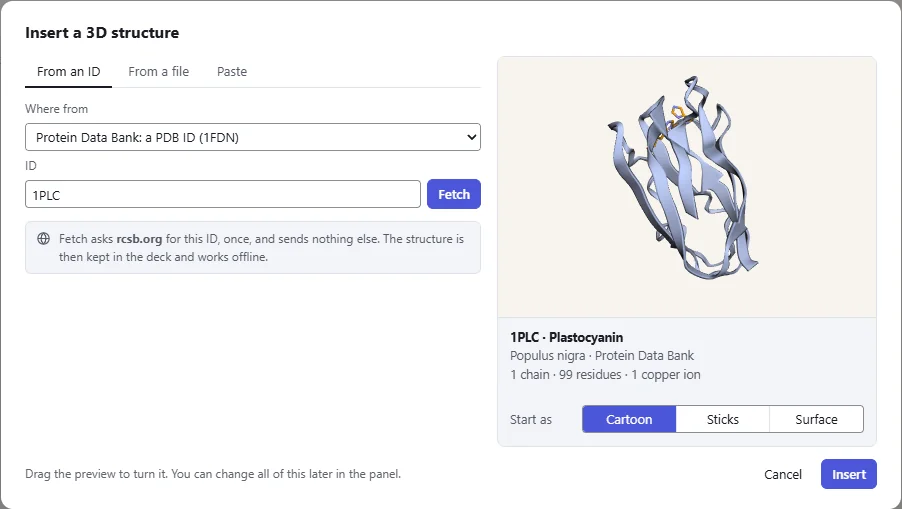 Insert a 3D structure
From an ID
From a file
Paste
Where from
Protein Data Bank: a PDB ID (1FDN)
ID
1PLC
Fetch
Fetch asks rcsb.org for this ID, once, and sends nothing else. The structure is
then kept in the deck and works offline.
1PLC · Plastocyanin
Populus nigra · Protein Data Bank
1 chain · 99 residues · 1 copper ion
Start as
Cartoon
Sticks
Surface
Drag the preview to turn it. You can change all of this later in the panel.
Cancel
Insert